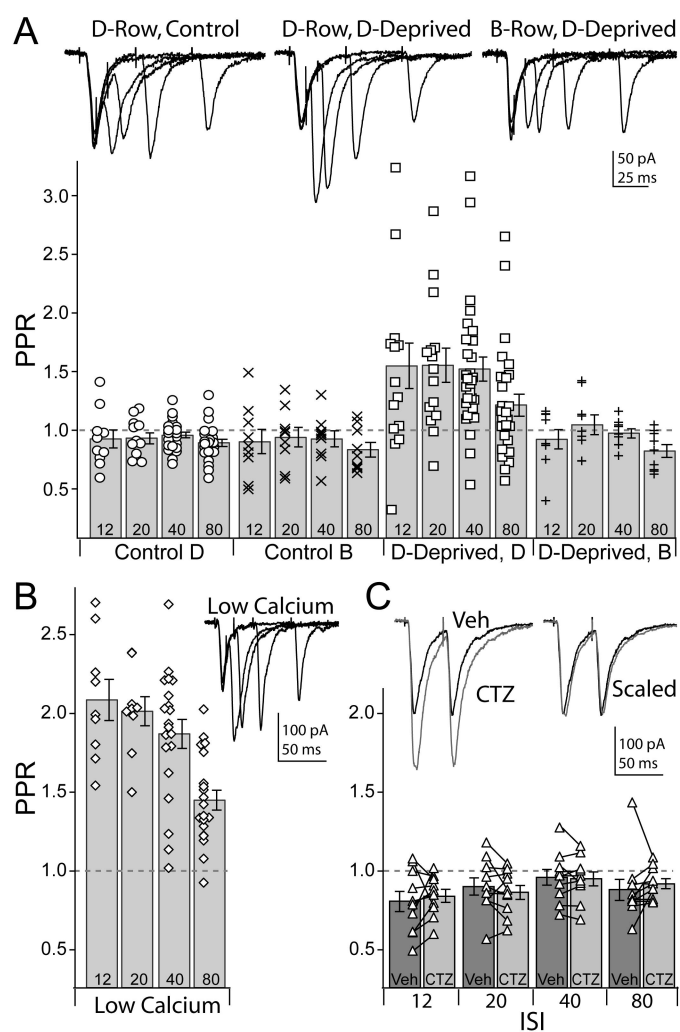 A
D-Row, Control
D-Row, D-Deprived
B-Row, D-Deprived
50 pA
25 ms
PPR
3.0
2.5
2.0
1.5
1.0
0.5
12 20 40 80 12 20 40 80 12 20 40 80 12 20 40 80
Control D Control B D-Deprived, D D-Deprived, B
B
Low Calcium
100 pA
50 ms
PPR
2.5
2.0
1.5
1.0
0.5
12 20 40 80
Low Calcium
C
Veh
CTZ
Scaled
100 pA
50 ms
2.0
1.5
1.0
0.5
Veh CTZ Veh CTZ Veh CTZ Veh CTZ
12 20 40 80
ISI